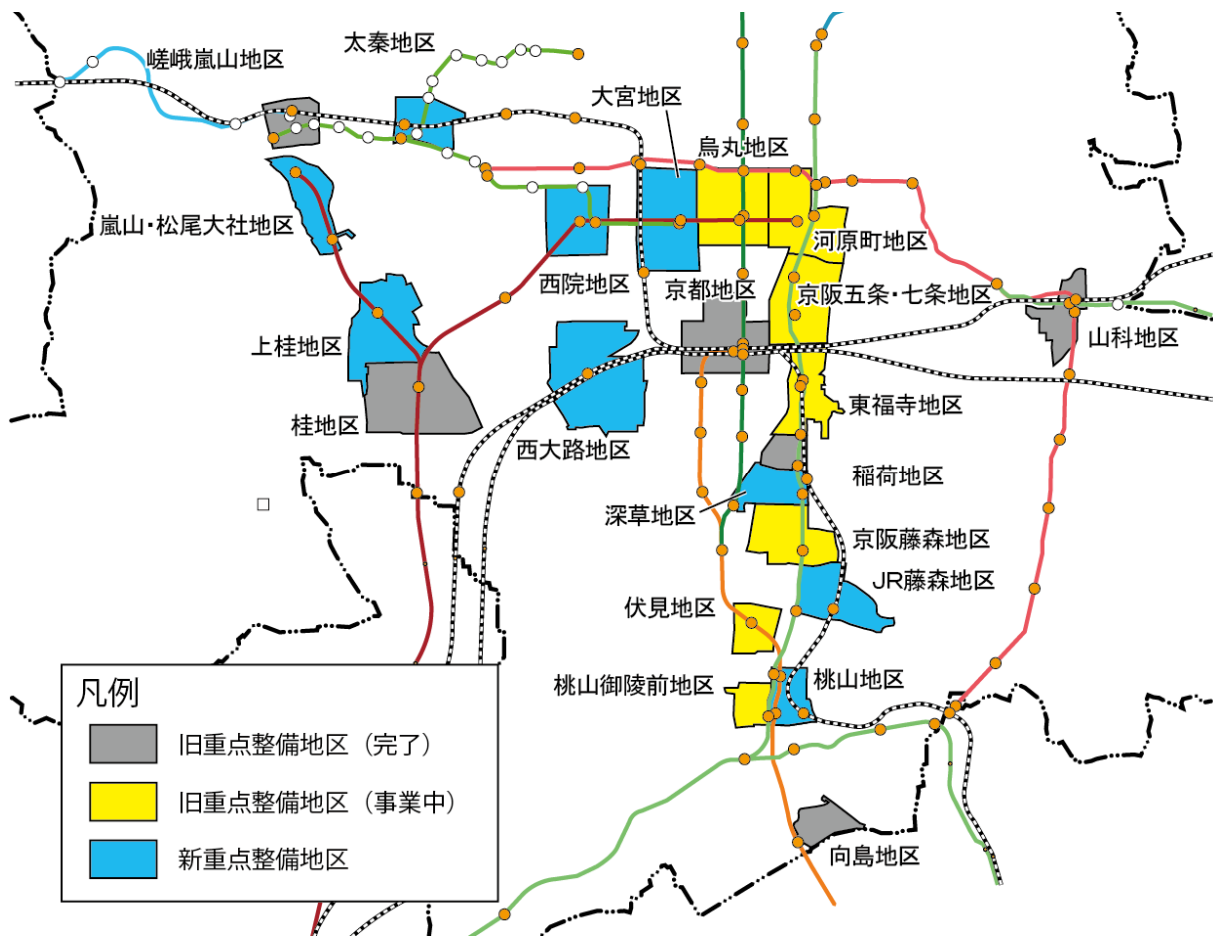 嵯峨嵐山地区
太秦地区
大宮地区
烏丸地区
嵐山・松尾大社地区
河原町地区
西院地区
京都地区
京阪五条・七条地区
山科地区
上桂地区
桂地区
西大路地区
東福寺地区
稲荷地区
深草地区
京阪藤森地区
JR藤森地区
伏見地区
桃山御陵前地区
桃山地区
向島地区
凡例
旧重点整備地区（完了）
旧重点整備地区（事業中）
新重点整備地区